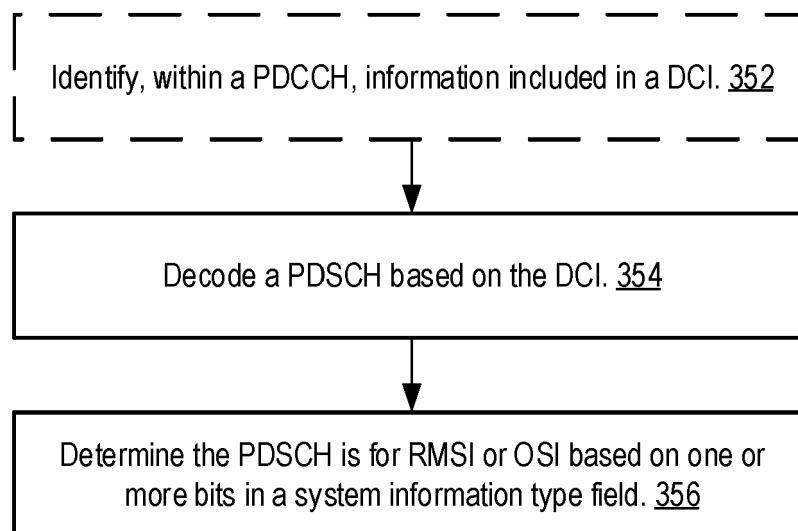 Identify, within a PDCCH, information included in a DCI. 352
Decode a PDSCH based on the DCI. 354
Determine the PDSCH is for RMSI or OSI based on one or
more bits in a system information type field. 356